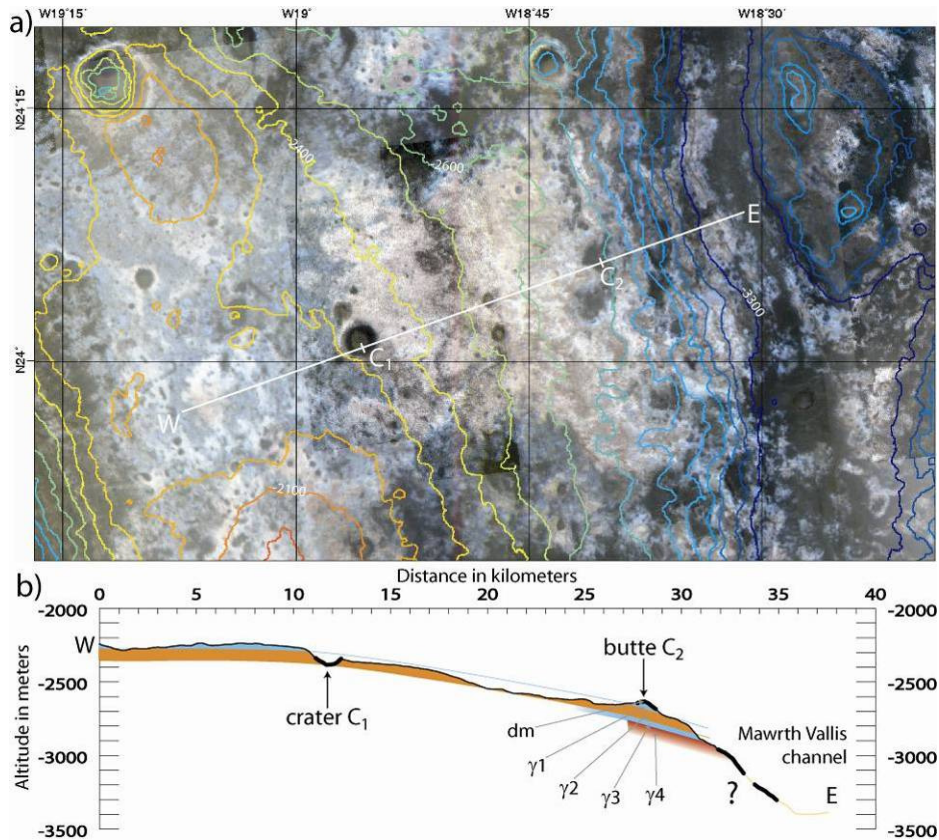 a)
W19°15´ W19° W18°45 W18°30´
N24°15´
N24°
-2400
-2600
-3300
-2100
W
C1
C2
E
b)
Distance in kilometers
0 5 10 15 20 25 30 35 40
Altitude in meters
-2000 -2000
-2500 -2500
-3000 -3000
-3500 -3500
W
butte C2
crater C1
dm
γ1
γ2
γ3
γ4
Mawrth Vallis
channel
?
E